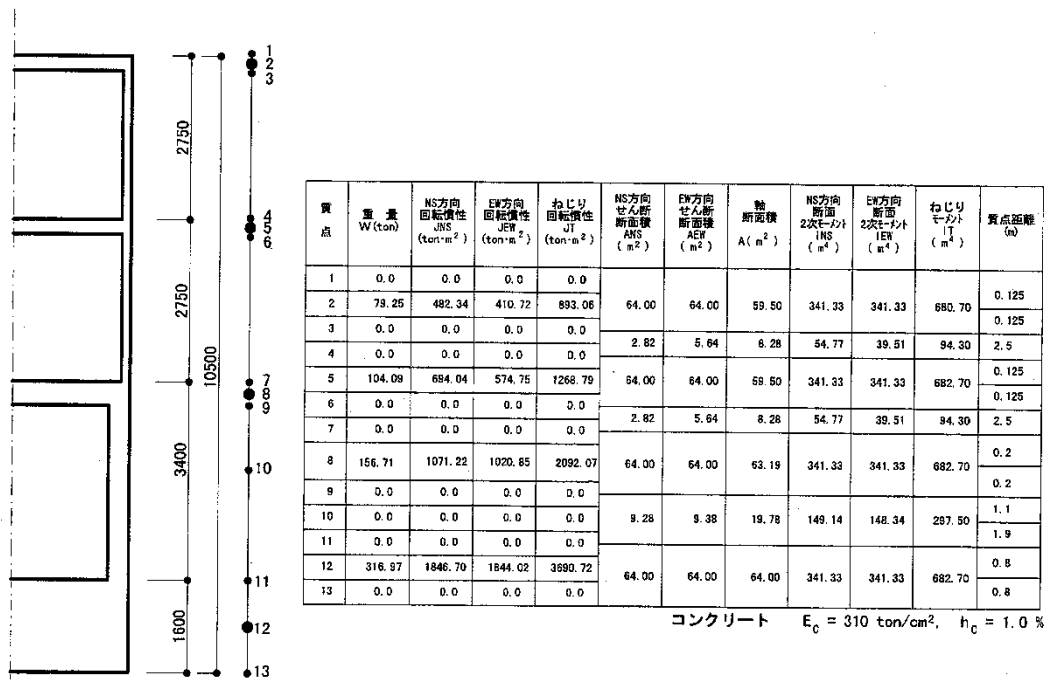 1
2
3
4
5
6
7
8
9
10
11
12
13
2750
2750
3400
1600
10500
質点 重量 W(ton) NS方向回転慣性 JNS (ton·m²) EW方向回転慣性 JEW (ton·m²) ねじり回転慣性 JT (ton·m²) NS方向せん断断面積 ANS (m²) EW方向せん断断面積 AEW (m²) 軸断面積 A(m²) NS方向断面2次モーメント INS (m⁴) EW方向断面2次モーメント IEW (m⁴) ねじりモーメント IT (m⁴) 質点距離 (m)
1 0.0 0.0 0.0 0.0
2 79.25 482.34 410.72 893.06 64.00 64.00 59.50 341.33 341.33 680.70 0.125
0.125
3 0.0 0.0 0.0 0.0
2.82 5.64 8.28 54.77 39.51 94.30 2.5
4 0.0 0.0 0.0 0.0
5 104.09 694.04 574.75 1268.79 64.00 64.00 59.50 341.33 341.33 682.70 0.125
0.125
6 0.0 0.0 0.0 0.0
2.82 5.64 8.28 54.77 39.51 94.30 2.5
7 0.0 0.0 0.0 0.0
8 156.71 1071.22 1020.85 2092.07 64.00 64.00 63.19 341.33 341.33 682.70 0.2
0.2
9 0.0 0.0 0.0 0.0
10 0.0 0.0 0.0 0.0 9.28 9.38 19.78 149.14 148.34 297.50 1.1
1.9
11 0.0 0.0 0.0 0.0
12 316.97 1846.70 1844.02 3690.72 64.00 64.00 64.00 341.33 341.33 682.70 0.8
13 0.0 0.0 0.0 0.0 0.8
コンクリート E_C = 310 ton/cm², h_C = 1.0 %